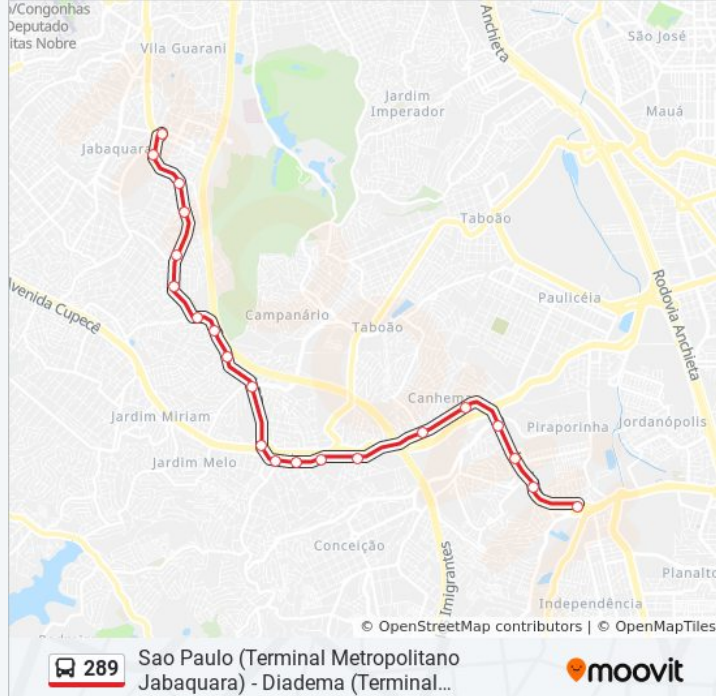 /Congonhas
Deputado
itas Nobre
Vila Guarani
Anchieta
São José
Jardim
Imperador
Mauá
Jabaquara
Taboão
Avenida Cupecê
Paulicéia
Rodovia Anchieta
Campanário
Taboão
Canhema
Jardim Miriam
Piraporinha
Jordanópolis
Jardim Melo
Conceição
Imigrantes
Planalto
Independência
© OpenStreetMap contributors | © OpenMapTiles
289
Sao Paulo (Terminal Metropolitano
Jabaquara) - Diadema (Terminal...
moovit